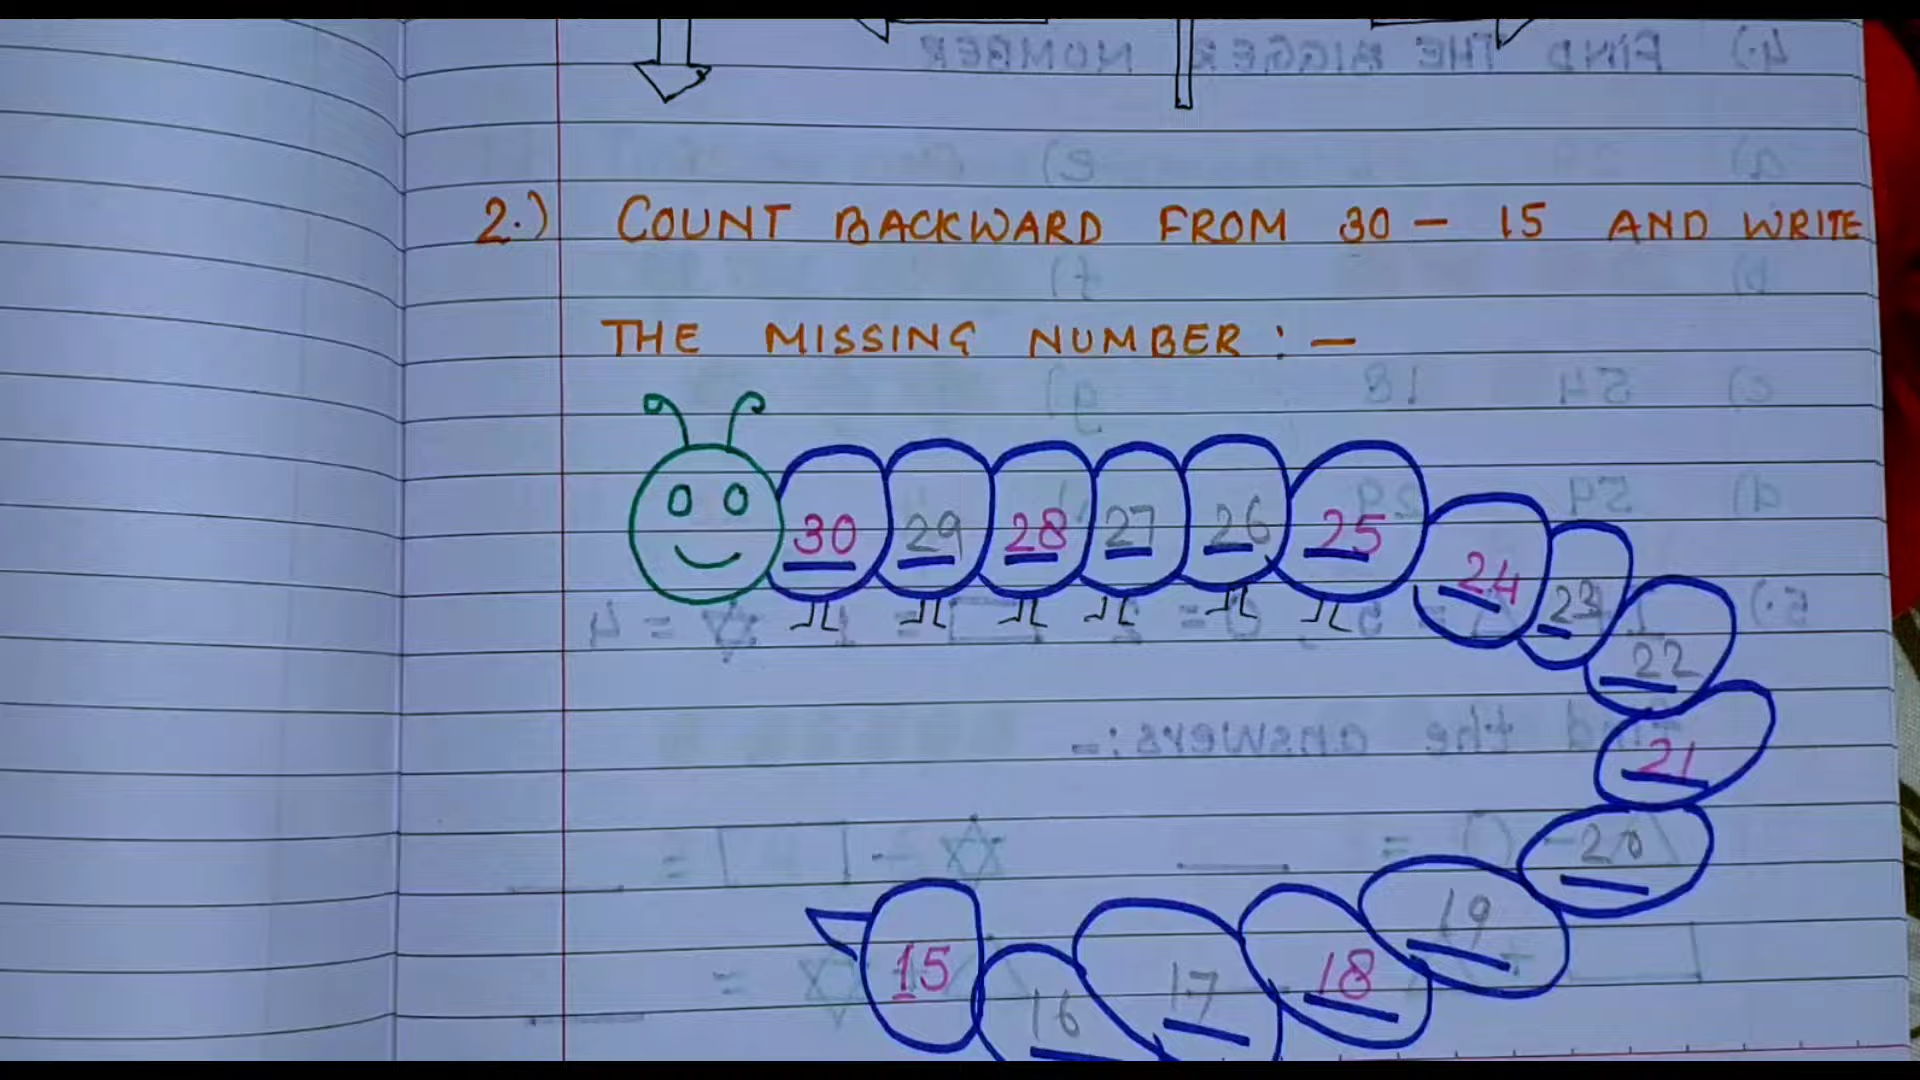 2.) COUNT BACKWARD FROM 30 - 15 AND WRITE
THE MISSING NUMBER :-
30 29 28 27 26 25 24 23 22 21 20 19 18 17 16 15